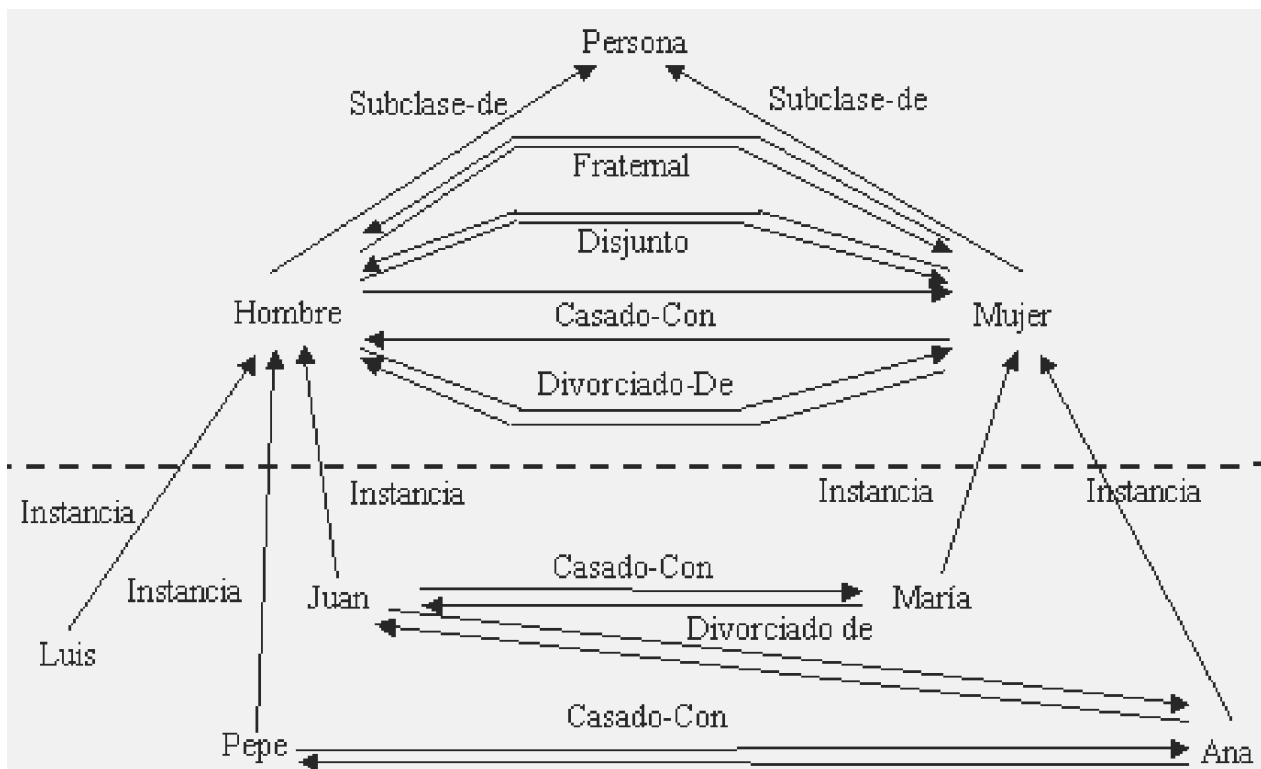 Persona
Subclase-de
Subclase-de
Fraternal
Disjunto
Hombre
Casado-Con
Mujer
Divorciado-De
Instancia
Instancia
Instancia
Instancia
Instancia
Casado-Con
Juan
María
Divorciado de
Luis
Casado-Con
Pepe
Ana